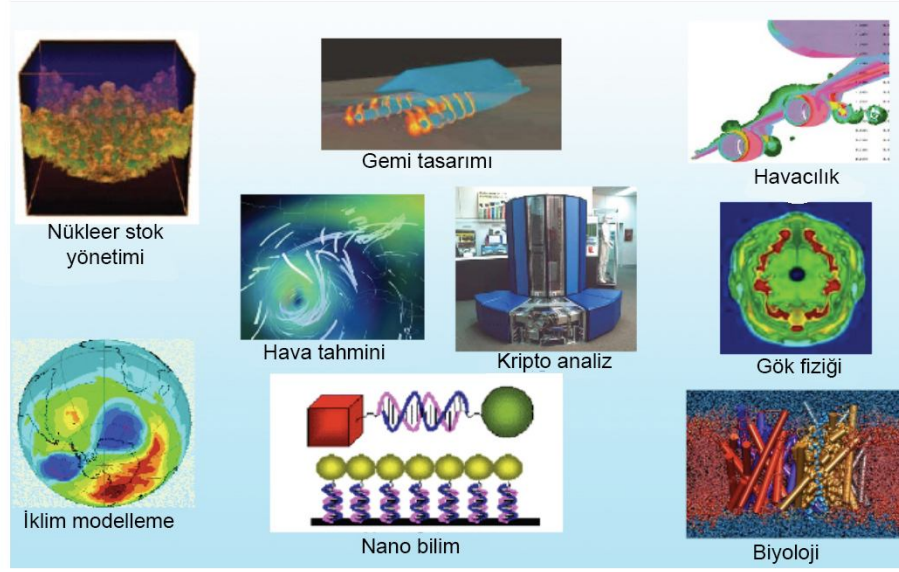 Gemi tasarımı
Havacılık
Nükleer stok
yönetimi
Hava tahmini
Kripto analiz
Gök fiziği
İklim modelleme
Nano bilim
Biyoloji